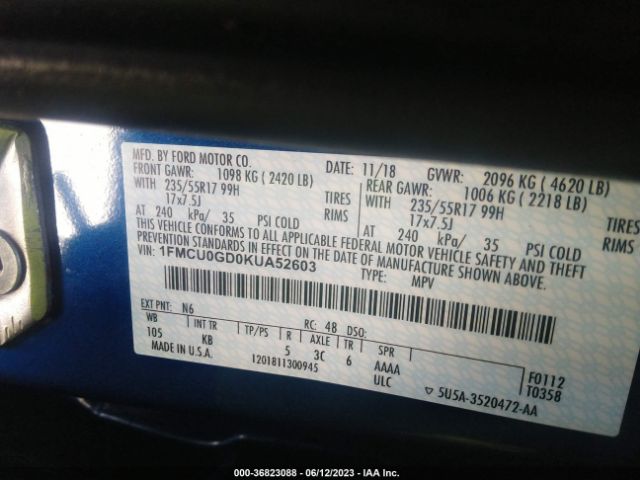 MFD. BY FORD MOTOR CO.
DATE: 11/18 GVWR: 2096 KG ( 4620 LB)
FRONT GAWR: 1098 KG ( 2420 LB)
REAR GAWR: 1006 KG ( 2218 LB)
WITH 235/55R17 99H TIRES
WITH 235/55R17 99H TIRES
17x7.5J RIMS
17x7.5J RIMS
AT 240 kPa/ 35 PSI COLD
AT 240 kPa/ 35 PSI COLD
THIS VEHICLE CONFORMS TO ALL APPLICABLE FEDERAL MOTOR VEHICLE SAFETY AND THEFT
PREVENTION STANDARDS IN EFFECT ON THE DATE OF MANUFACTURE SHOWN ABOVE.
VIN: 1FMCU0GD0KUA52603
TYPE: MPV
EXT PNT: N6 RC: 48 DSO:
WB INT TR TP/PS R AXLE TR SPR
105 KB 5 3C 6 AAAA
MADE IN U.S.A. 1201811300945 ULC
F0112
T0358
▽ 5U5A-3520472-AA
000-36823088 - 06/12/2023 - IAA Inc.